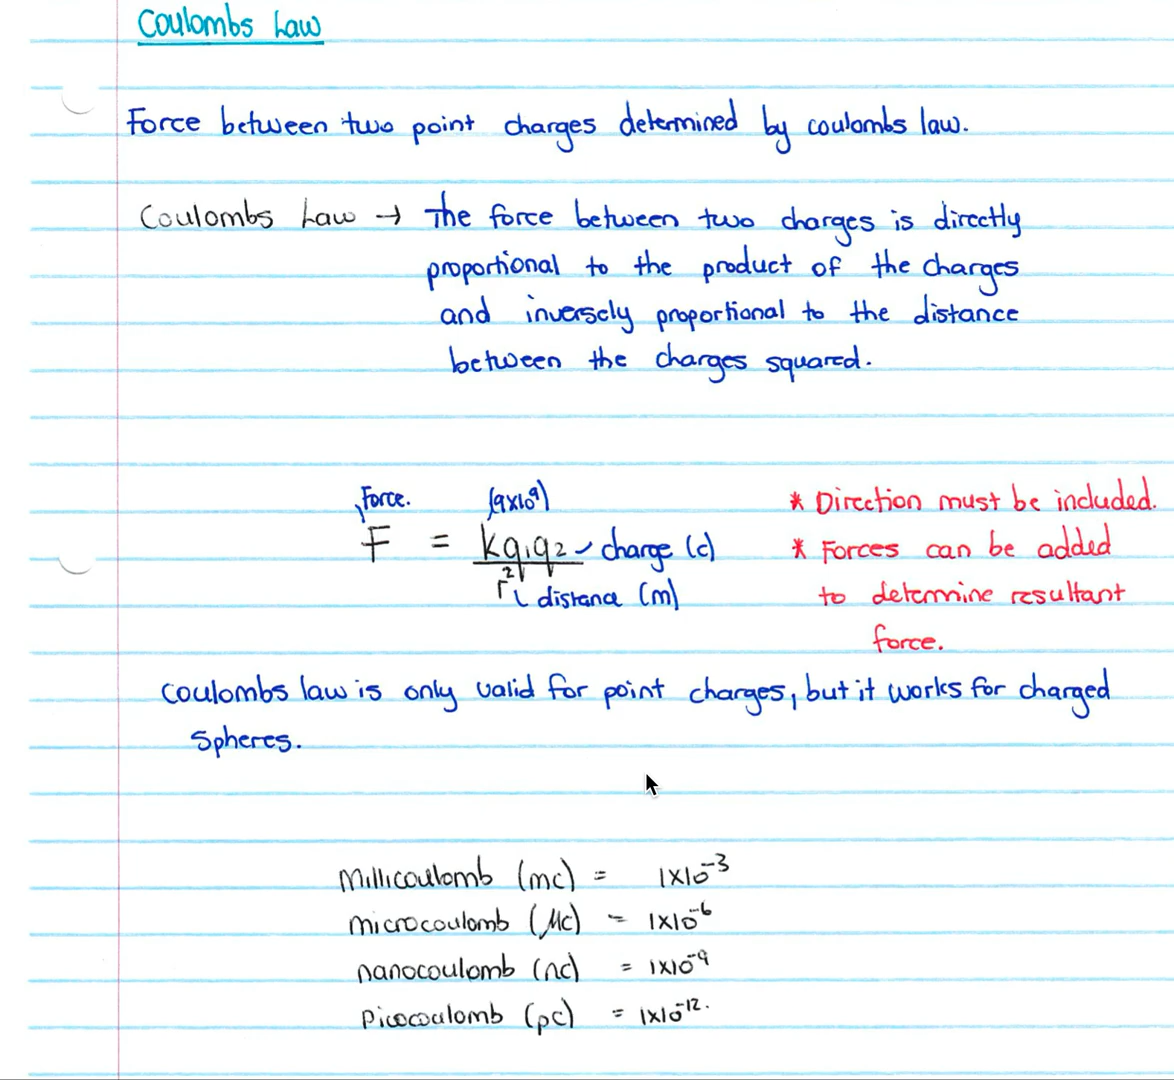 Coulombs Law
Force between two point charges determined by coulombs law.
Coulombs Law → The force between two charges is directly
proportional to the product of the charges
and inversely proportional to the distance
between the charges squared.
Force. (9x10⁹)
F = kq₁q₂ charge (c)
r² distance (m)
* Direction must be included.
* Forces can be added
to determine resultant
force.
Coulombs law is only valid for point charges, but it works for charged
Spheres.
Millicoulomb (mc) = 1x10⁻³
microcoulomb (μc) = 1x10⁻⁶
nanocoulomb (nc) = 1x10⁻⁹
Picocoulomb (pc) = 1x10⁻¹².